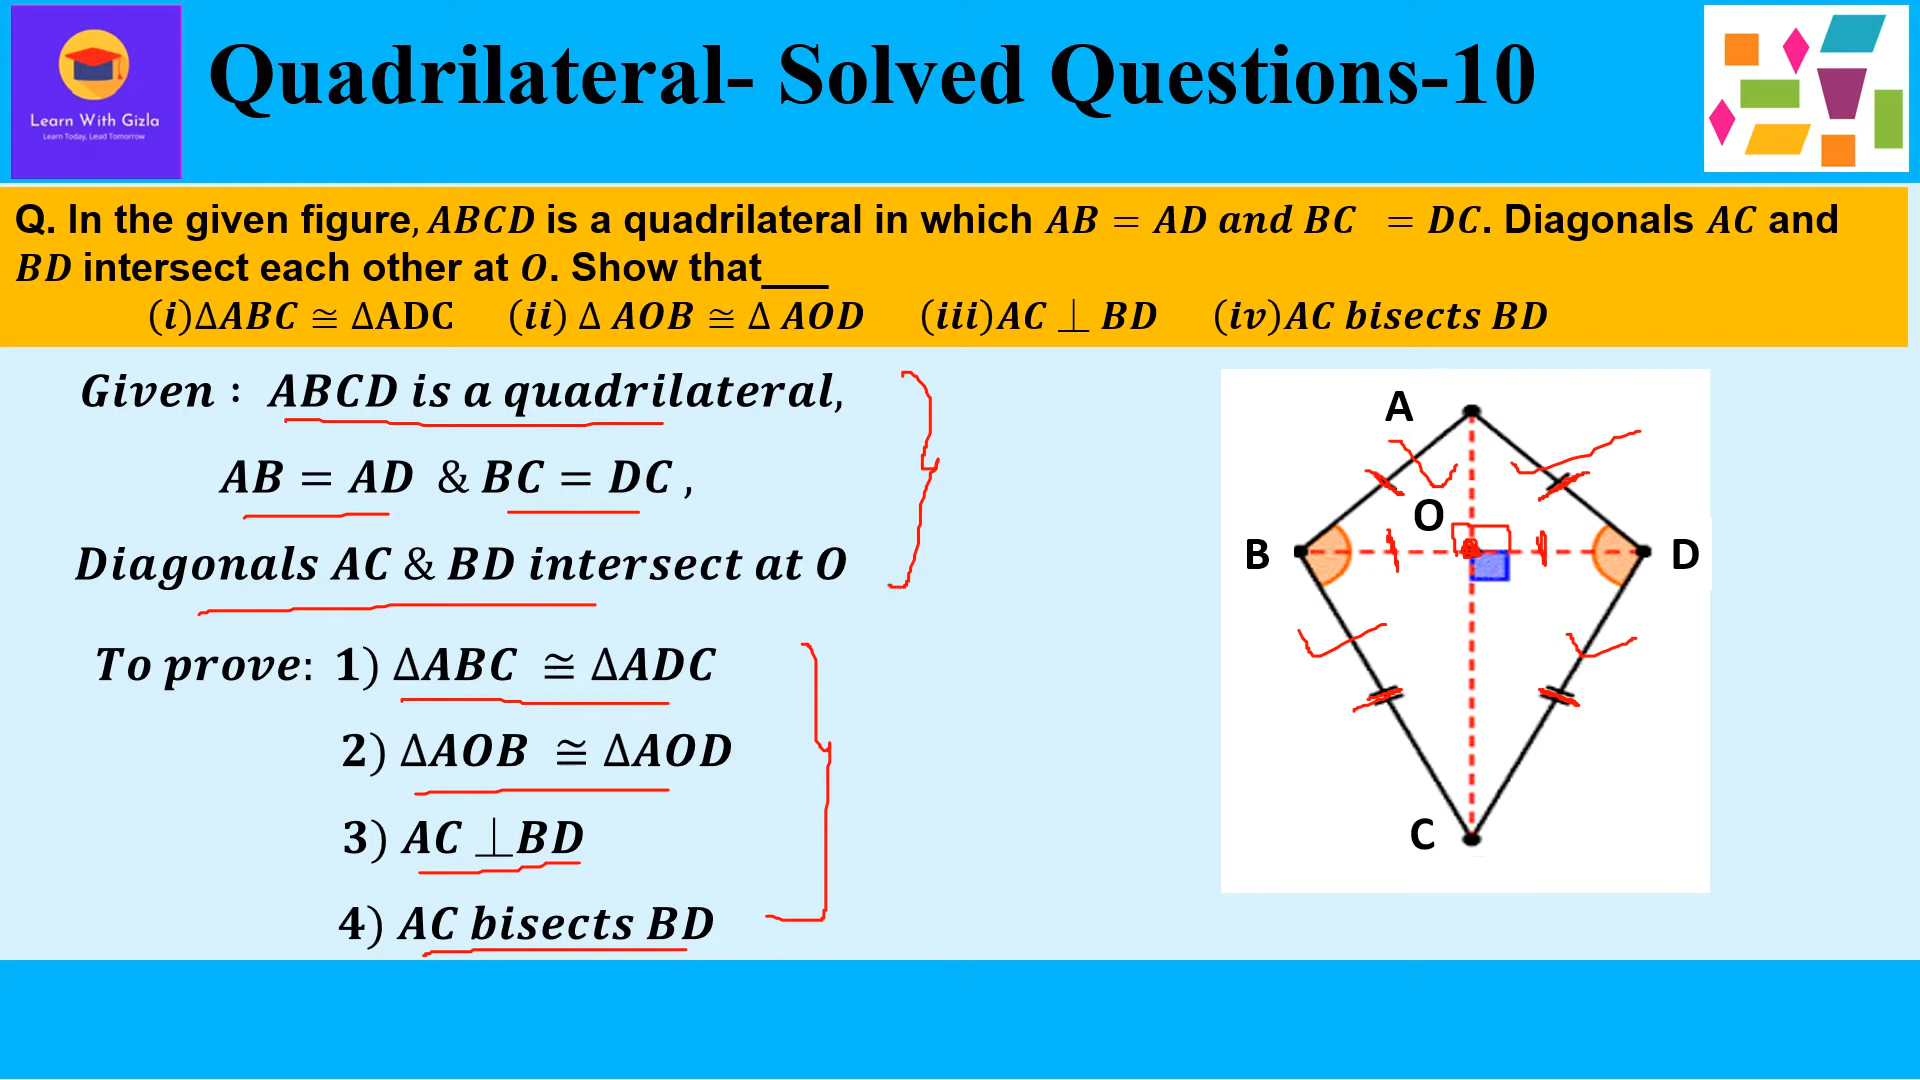 Learn With Gizla
Learn Today, Lead Tomorrow
Quadrilateral- Solved Questions-10
Q. In the given figure, ABCD is a quadrilateral in which AB = AD and BC = DC. Diagonals AC and
BD intersect each other at O. Show that____
(i)ΔABC ≅ ΔADC (ii) Δ AOB ≅ Δ AOD (iii)AC ⊥ BD (iv)AC bisects BD
Given : ABCD is a quadrilateral,
AB = AD & BC = DC ,
Diagonals AC & BD intersect at O
To prove: 1) ΔABC ≅ ΔADC
2) ΔAOB ≅ ΔAOD
3) AC ⊥BD
4) AC bisects BD
A
O
B
D
C